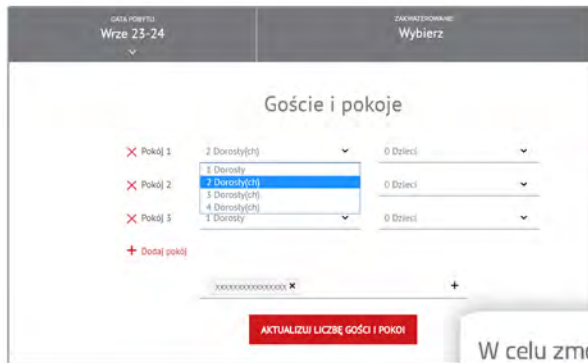 DATA POBYTU
Wrze 23-24
ZAKWATEROWANIE
Wybierz
Goście i pokoje
Pokój 1
2 Dorosły(ch)
0 Dzieci
1 Dorosły
2 Dorosły(ch)
3 Dorosły(ch)
4 Dorosły(ch)
Pokój 2
0 Dzieci
Pokój 3
1 Dorosły
0 Dzieci
+ Dodaj pokój
xxxxxxxxxxxxxxx ×
+
AKTUALIZUJ LICZBĘ GOŚCI I POKOI
W celu